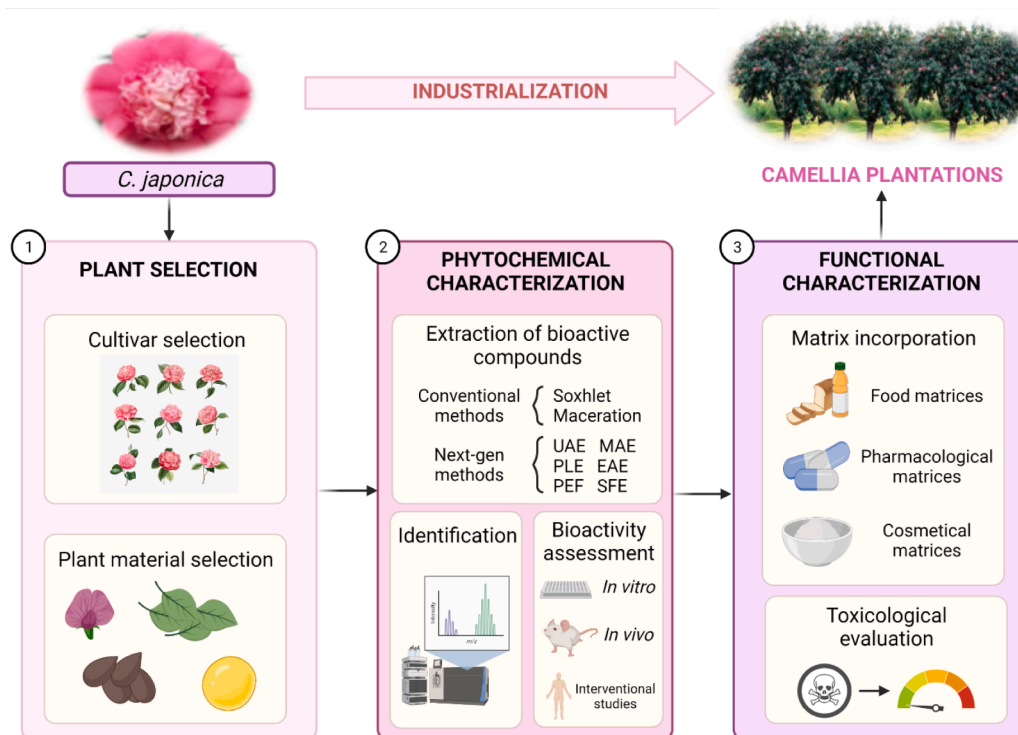 INDUSTRIALIZATION
C. japonica
CAMELLIA PLANTATIONS
1
PLANT SELECTION
Cultivar selection
Plant material selection
2
PHYTOCHEMICAL
CHARACTERIZATION
Extraction of bioactive
compounds
Conventional
methods
Soxhlet
Maceration
Next-gen
methods
UAE MAE
PLE EAE
PEF SFE
Identification
Intensity
m/z
Bioactivity
assessment
In vitro
In vivo
Interventional
studies
3
FUNCTIONAL
CHARACTERIZATION
Matrix incorporation
Food matrices
Pharmacological
matrices
Cosmetical
matrices
Toxicological
evaluation